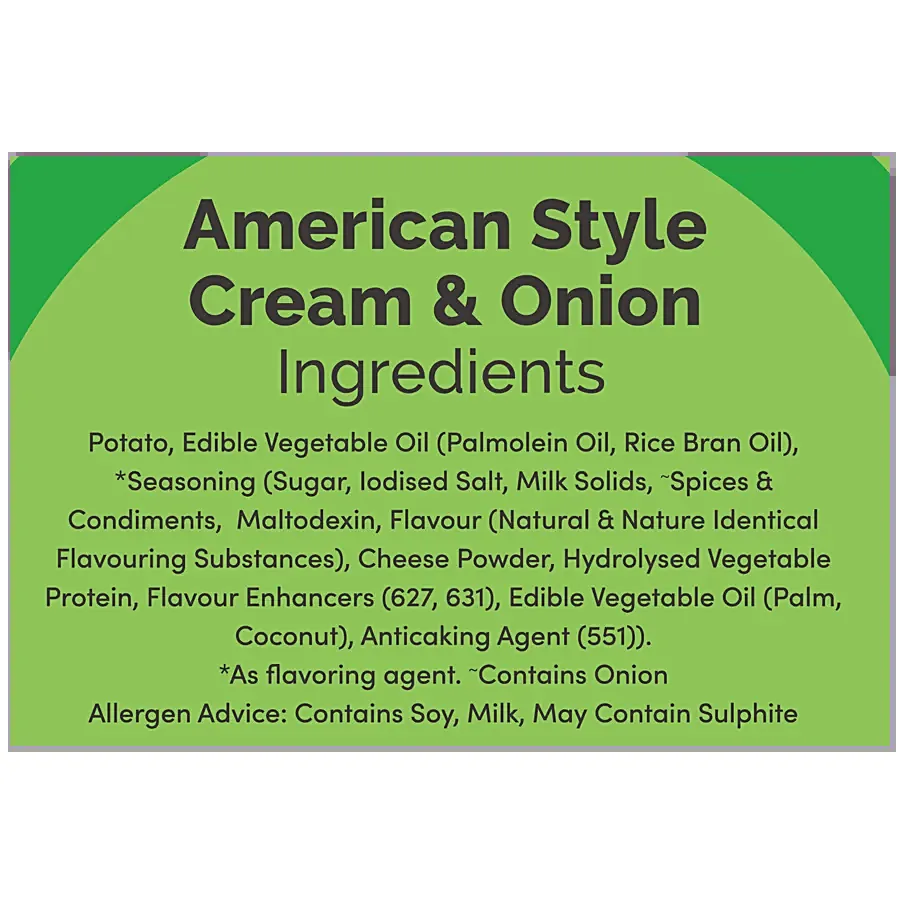 American Style
Cream & Onion
Ingredients
Potato, Edible Vegetable Oil (Palmolein Oil, Rice Bran Oil),
*Seasoning (Sugar, Iodised Salt, Milk Solids, ~Spices &
Condiments,  Maltodexin, Flavour (Natural & Nature Identical
Flavouring Substances), Cheese Powder, Hydrolysed Vegetable
Protein, Flavour Enhancers (627, 631), Edible Vegetable Oil (Palm,
Coconut), Anticaking Agent (551)).
*As flavoring agent. ~Contains Onion
Allergen Advice: Contains Soy, Milk, May Contain Sulphite